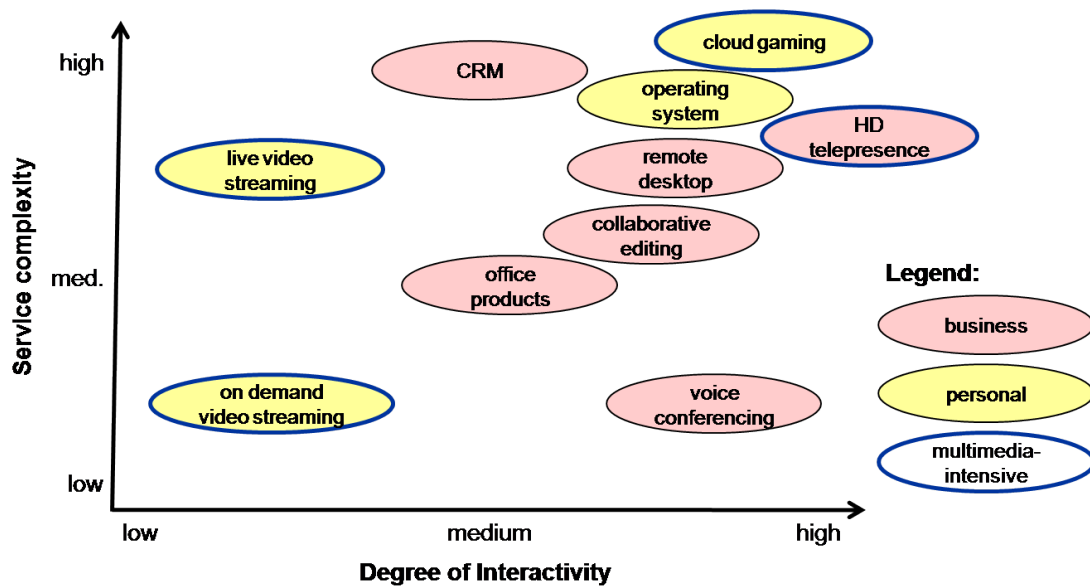 high
CRM
cloud gaming
operating
system
HD
telepresence
live video
streaming
remote
desktop
collaborative
editing
Service complexity
med.
office
products
Legend:
business
on demand
video streaming
voice
conferencing
personal
multimedia-
intensive
low
low
medium
high
Degree of Interactivity